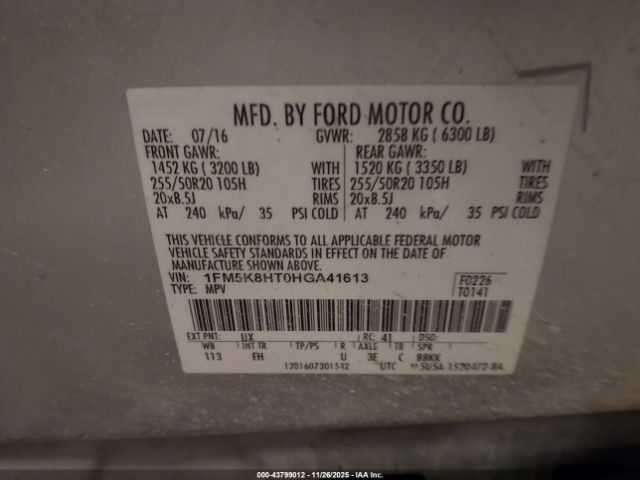 MFD. BY FORD MOTOR CO.
DATE: 07/16 GVWR: 2858 KG ( 6300 LB)
FRONT GAWR: REAR GAWR:
1452 KG ( 3200 LB) WITH 1520 KG ( 3350 LB) WITH
255/50R20 105H TIRES 255/50R20 105H TIRES
20x8.5J RIMS 20x8.5J RIMS
AT 240 kPa/ 35 PSI COLD AT 240 kPa/ 35 PSI COLD
THIS VEHICLE CONFORMS TO ALL APPLICABLE FEDERAL MOTOR
VEHICLE SAFETY STANDARDS IN EFFECT ON THE DATE OF
MANUFACTURE SHOWN ABOVE.
VIN: 1FM5K8HT0HGA41613 F0226
TYPE: MPV T0141
EXT PNT: UX RC: 41 DSO:
WB INT TR TP/PS R AXLE TR SPR
113 EH U 3E C BBKK
1201607301542 UTC
000-43799012 - 11/26/2025 - WWW.IAAI.COM